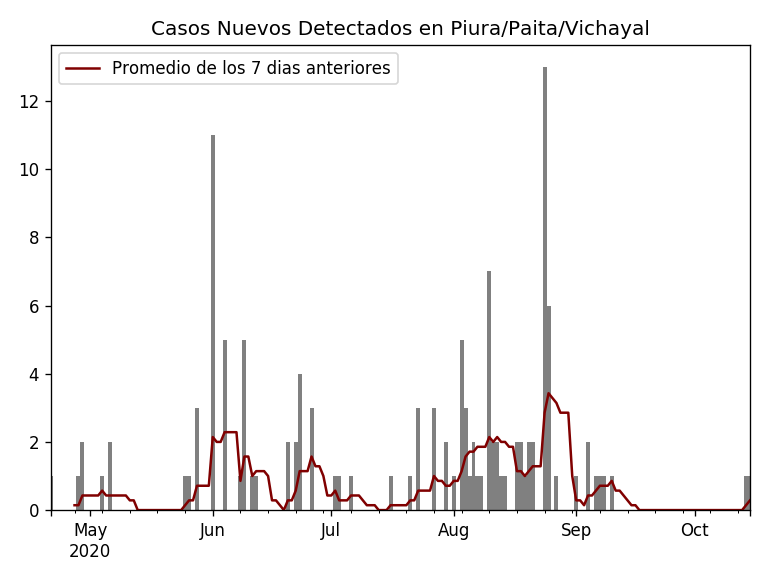 Casos Nuevos Detectados en Piura/Paita/Vichayal
Promedio de los 7 dias anteriores
12
10
8
6
4
2
0
May Jun Jul Aug Sep Oct
2020